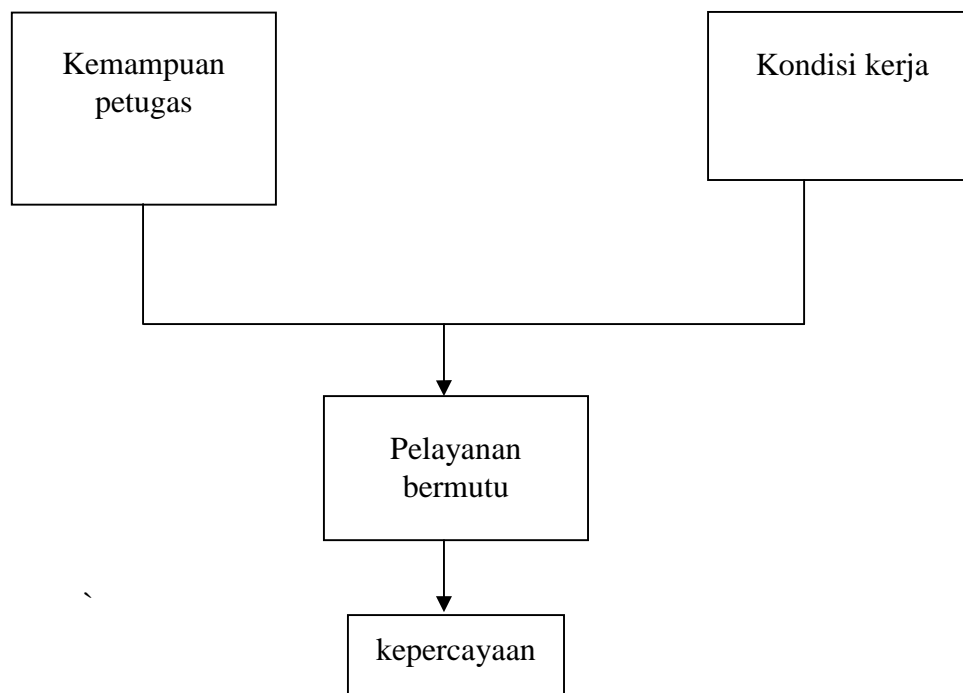 Kemampuan
petugas
Kondisi kerja
Pelayanan
bermutu
`
kepercayaan